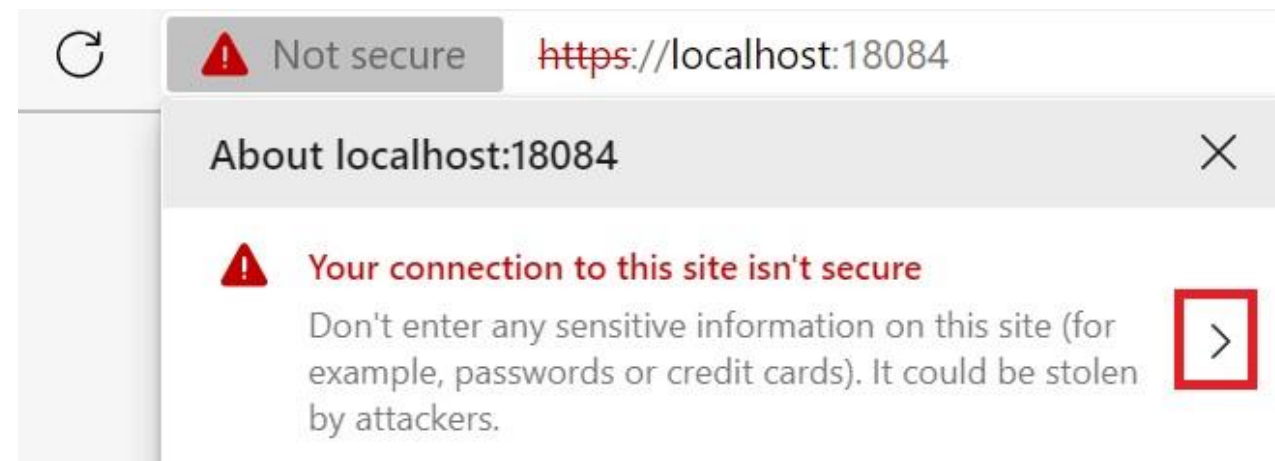 Not secure https://localhost:18084
About localhost:18084
Your connection to this site isn't secure
Don't enter any sensitive information on this site (for
example, passwords or credit cards). It could be stolen
by attackers.